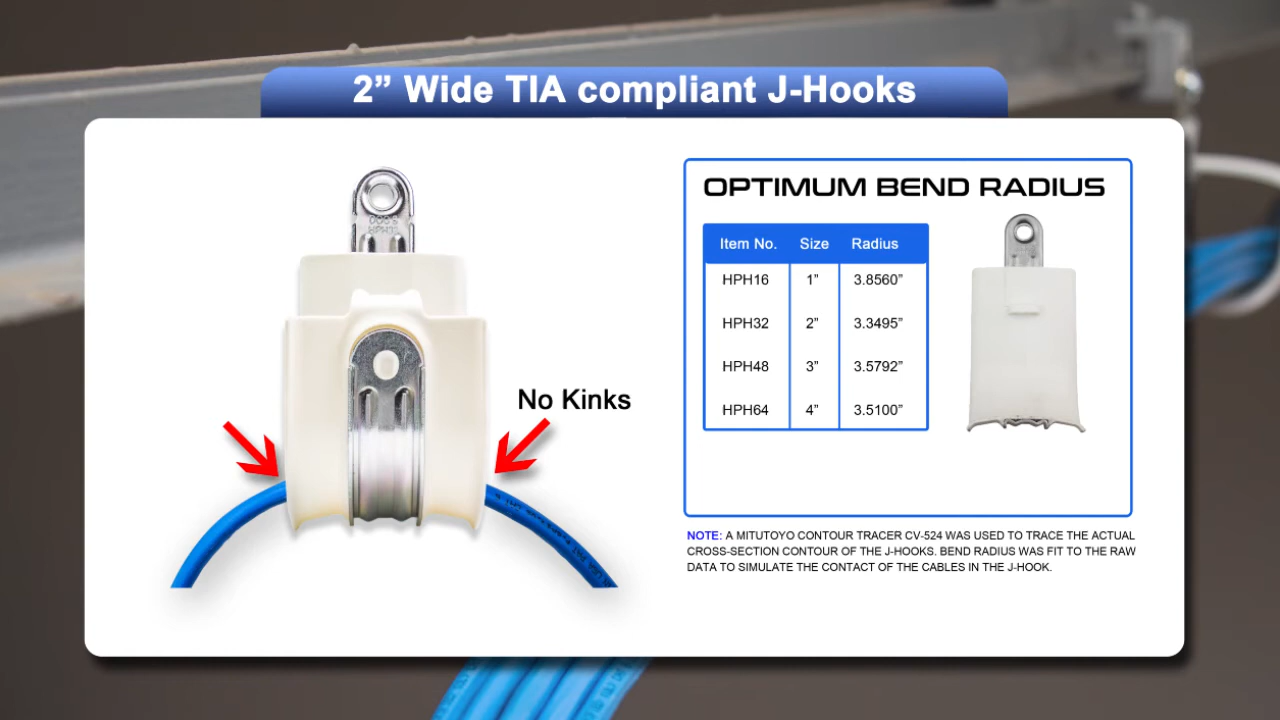 2” Wide TIA compliant J-Hooks
No Kinks
OPTIMUM BEND RADIUS
Item No. Size Radius
HPH16 1” 3.8560”
HPH32 2” 3.3495”
HPH48 3” 3.5792”
HPH64 4” 3.5100”
NOTE: A MITUTOYO CONTOUR TRACER CV-524 WAS USED TO TRACE THE ACTUAL
CROSS-SECTION CONTOUR OF THE J-HOOKS. BEND RADIUS WAS FIT TO THE RAW
DATA TO SIMULATE THE CONTACT OF THE CABLES IN THE J-HOOK.